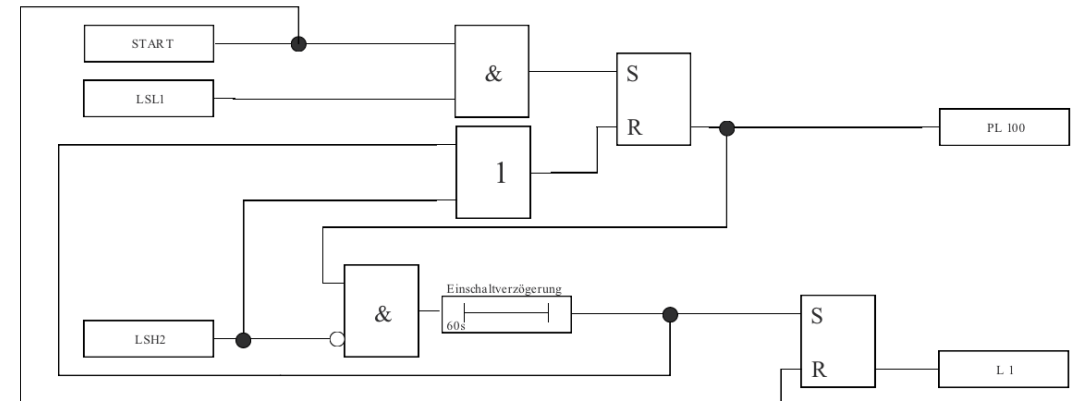 START
LSL1
&
S
R
PL 100
1
&
Einschaltverzögerung
60s
LSH2
S
R
L 1